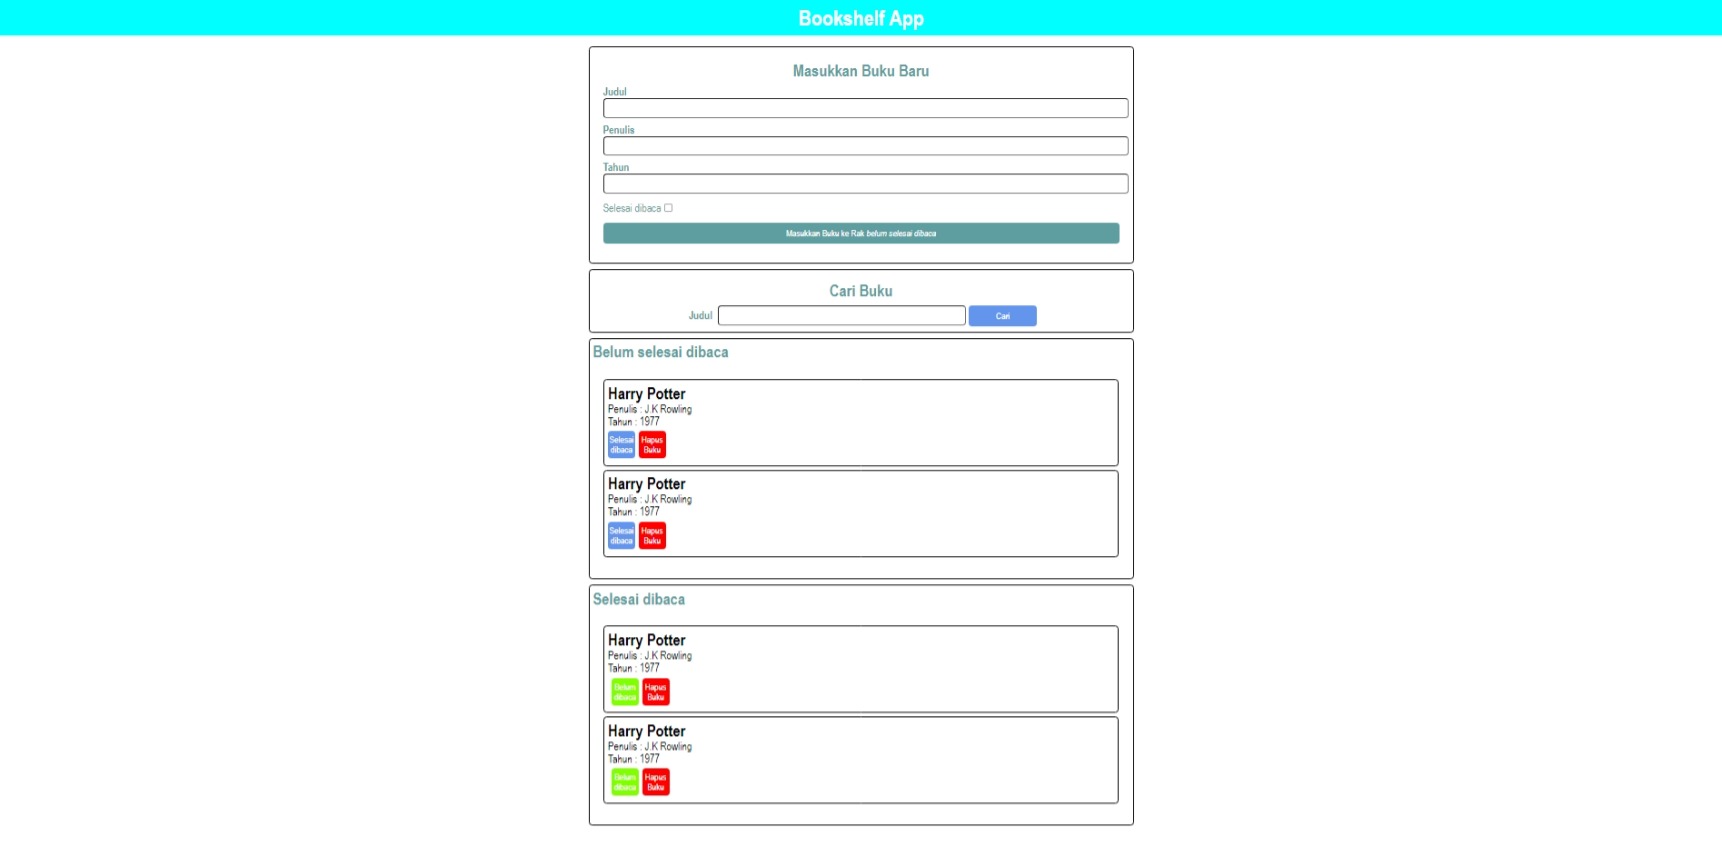 Bookshelf App
Masukkan Buku Baru
Judul
Penulis
Tahun
Selesai dibaca
Masukkan Buku ke Rak belum selesai dibaca
Cari Buku
Judul
Cari
Belum selesai dibaca
Harry Potter
Penulis : J.K Rowling
Tahun : 1977
Selesai Hapus
dibaca Buku
Harry Potter
Penulis : J.K Rowling
Tahun : 1977
Selesai Hapus
dibaca Buku
Selesai dibaca
Harry Potter
Penulis : J.K Rowling
Tahun : 1977
Belum Hapus
dibaca Buku
Harry Potter
Penulis : J.K Rowling
Tahun : 1977
Belum Hapus
dibaca Buku